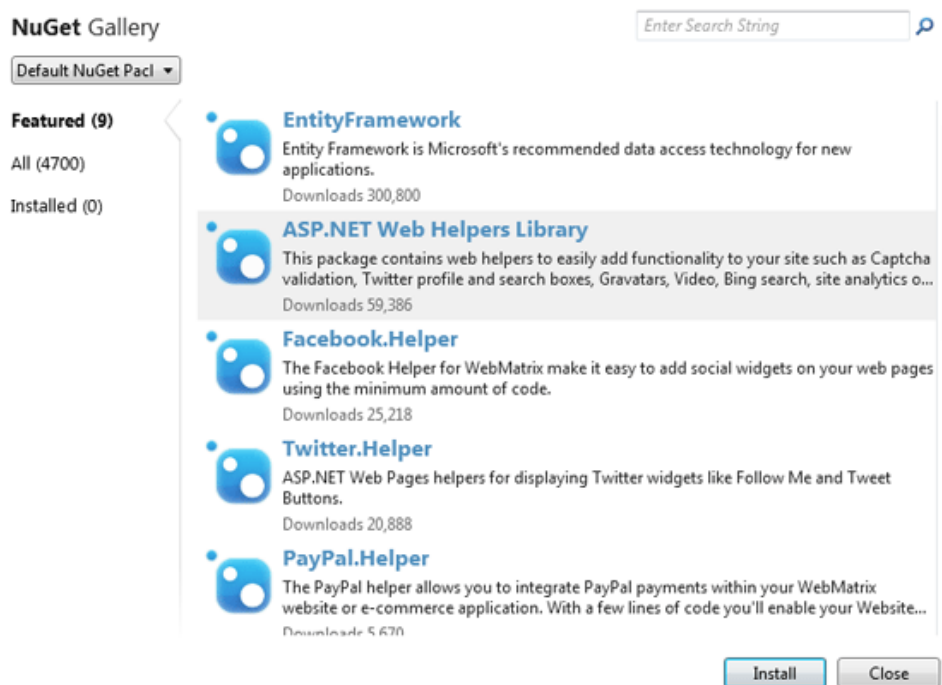 NuGet Gallery
Enter Search String
Default NuGet Pacl
Featured (9)
All (4700)
Installed (0)
EntityFramework
Entity Framework is Microsoft's recommended data access technology for new
applications.
Downloads 300,800
ASP.NET Web Helpers Library
This package contains web helpers to easily add functionality to your site such as Captcha
validation, Twitter profile and search boxes, Gravatars, Video, Bing search, site analytics o...
Downloads 59,386
Facebook.Helper
The Facebook Helper for WebMatrix make it easy to add social widgets on your web pages
using the minimum amount of code.
Downloads 25,218
Twitter.Helper
ASP.NET Web Pages helpers for displaying Twitter widgets like Follow Me and Tweet
Buttons.
Downloads 20,888
PayPal.Helper
The PayPal helper allows you to integrate PayPal payments within your WebMatrix
website or e-commerce application. With a few lines of code you'll enable your Website...
Downloads 5,670
Install
Close